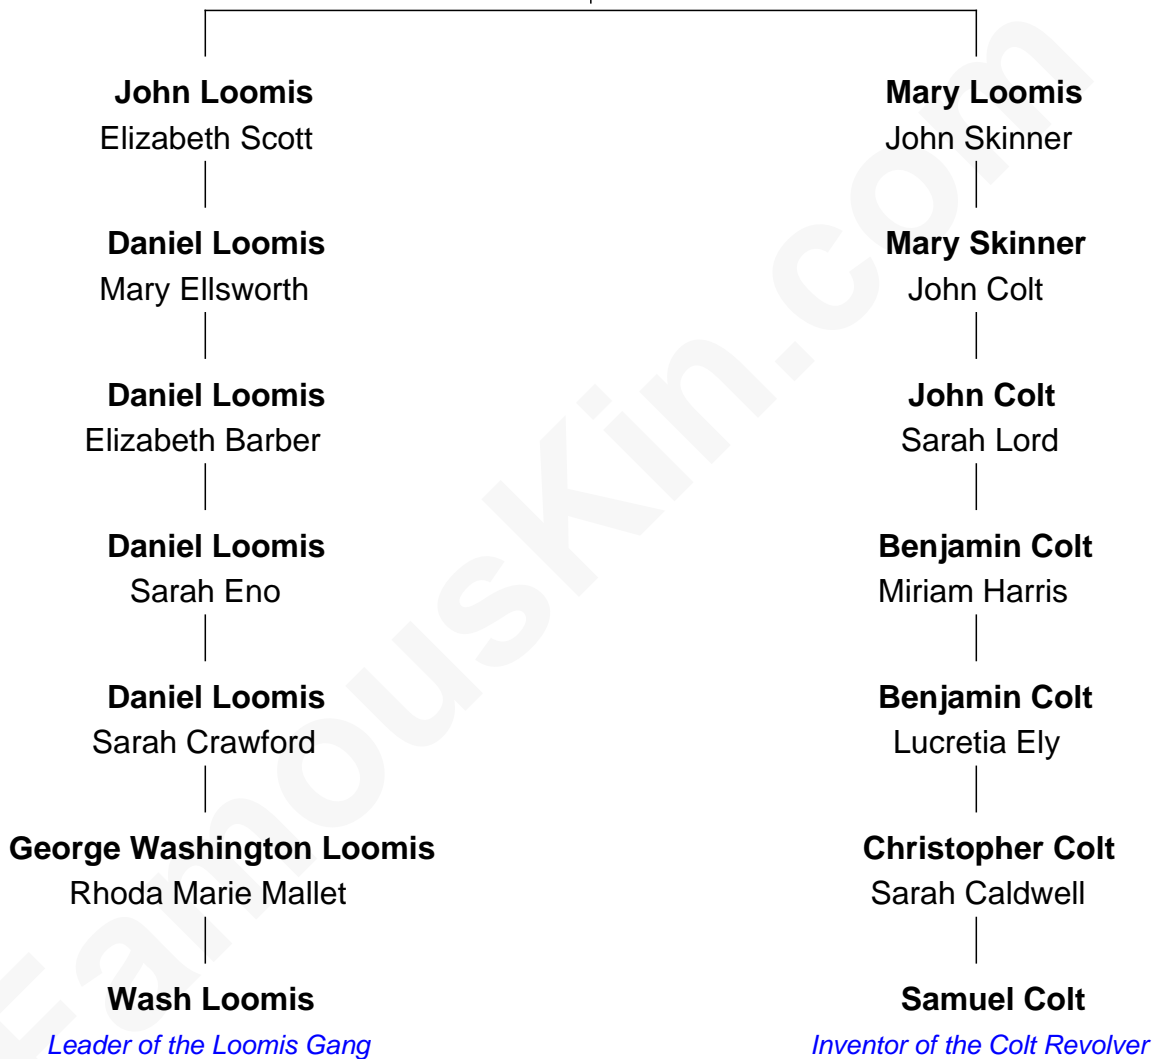 John Loomis
Elizabeth Scott
Mary Loomis
John Skinner
Daniel Loomis
Mary Ellsworth
Mary Skinner
John Colt
Daniel Loomis
Elizabeth Barber
John Colt
Sarah Lord
Daniel Loomis
Sarah Eno
Benjamin Colt
Miriam Harris
Daniel Loomis
Sarah Crawford
Benjamin Colt
Lucretia Ely
George Washington Loomis
Rhoda Marie Mallet
Christopher Colt
Sarah Caldwell
Wash Loomis
Leader of the Loomis Gang
Samuel Colt
Inventor of the Colt Revolver
FamousKin.com